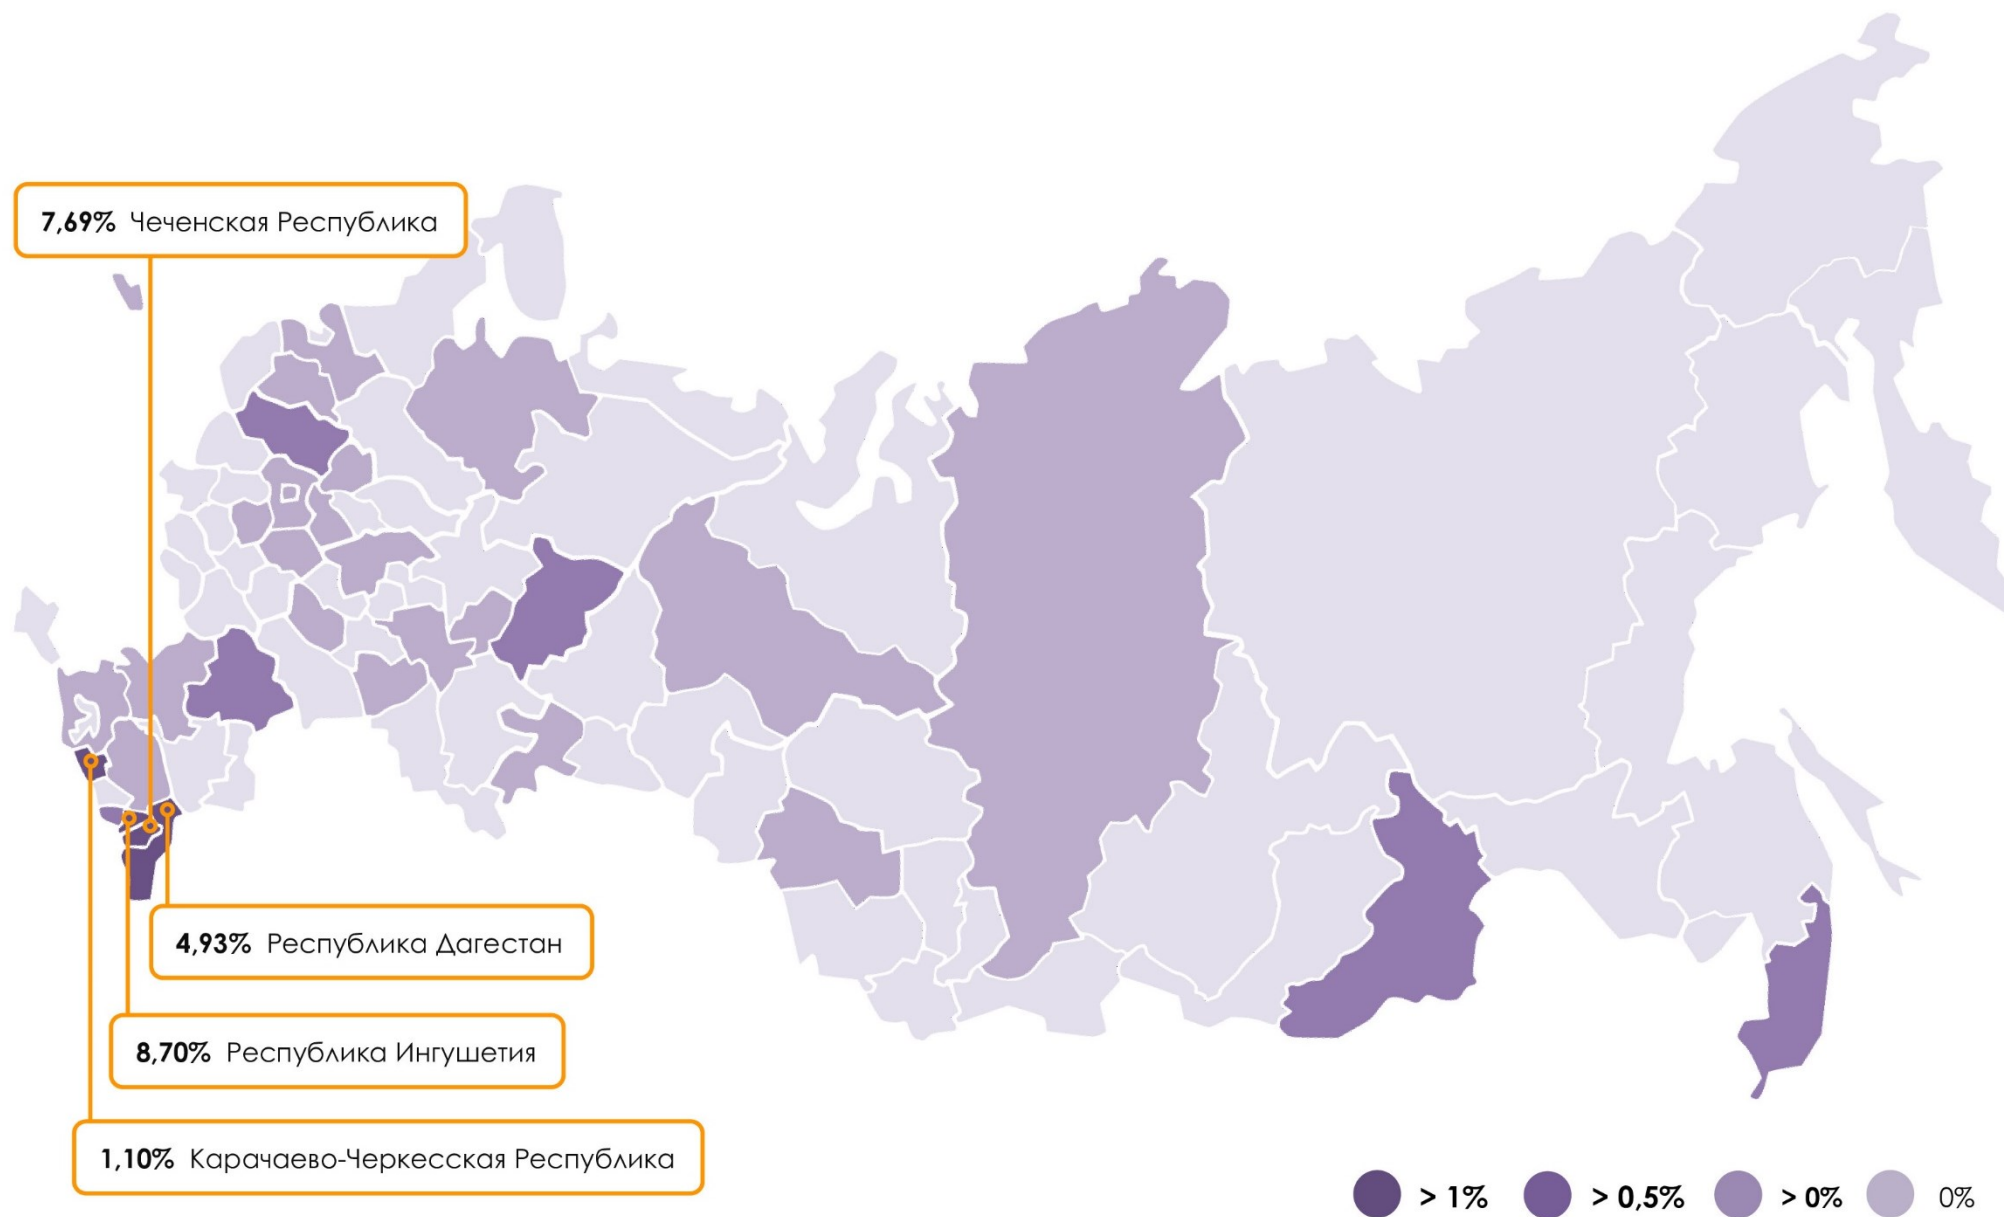 7,69% Чеченская Республика
4,93% Республика Дагестан
8,70% Республика Ингушетия
1,10% Карачаево-Черкесская Республика
> 1% > 0,5% > 0% 0%